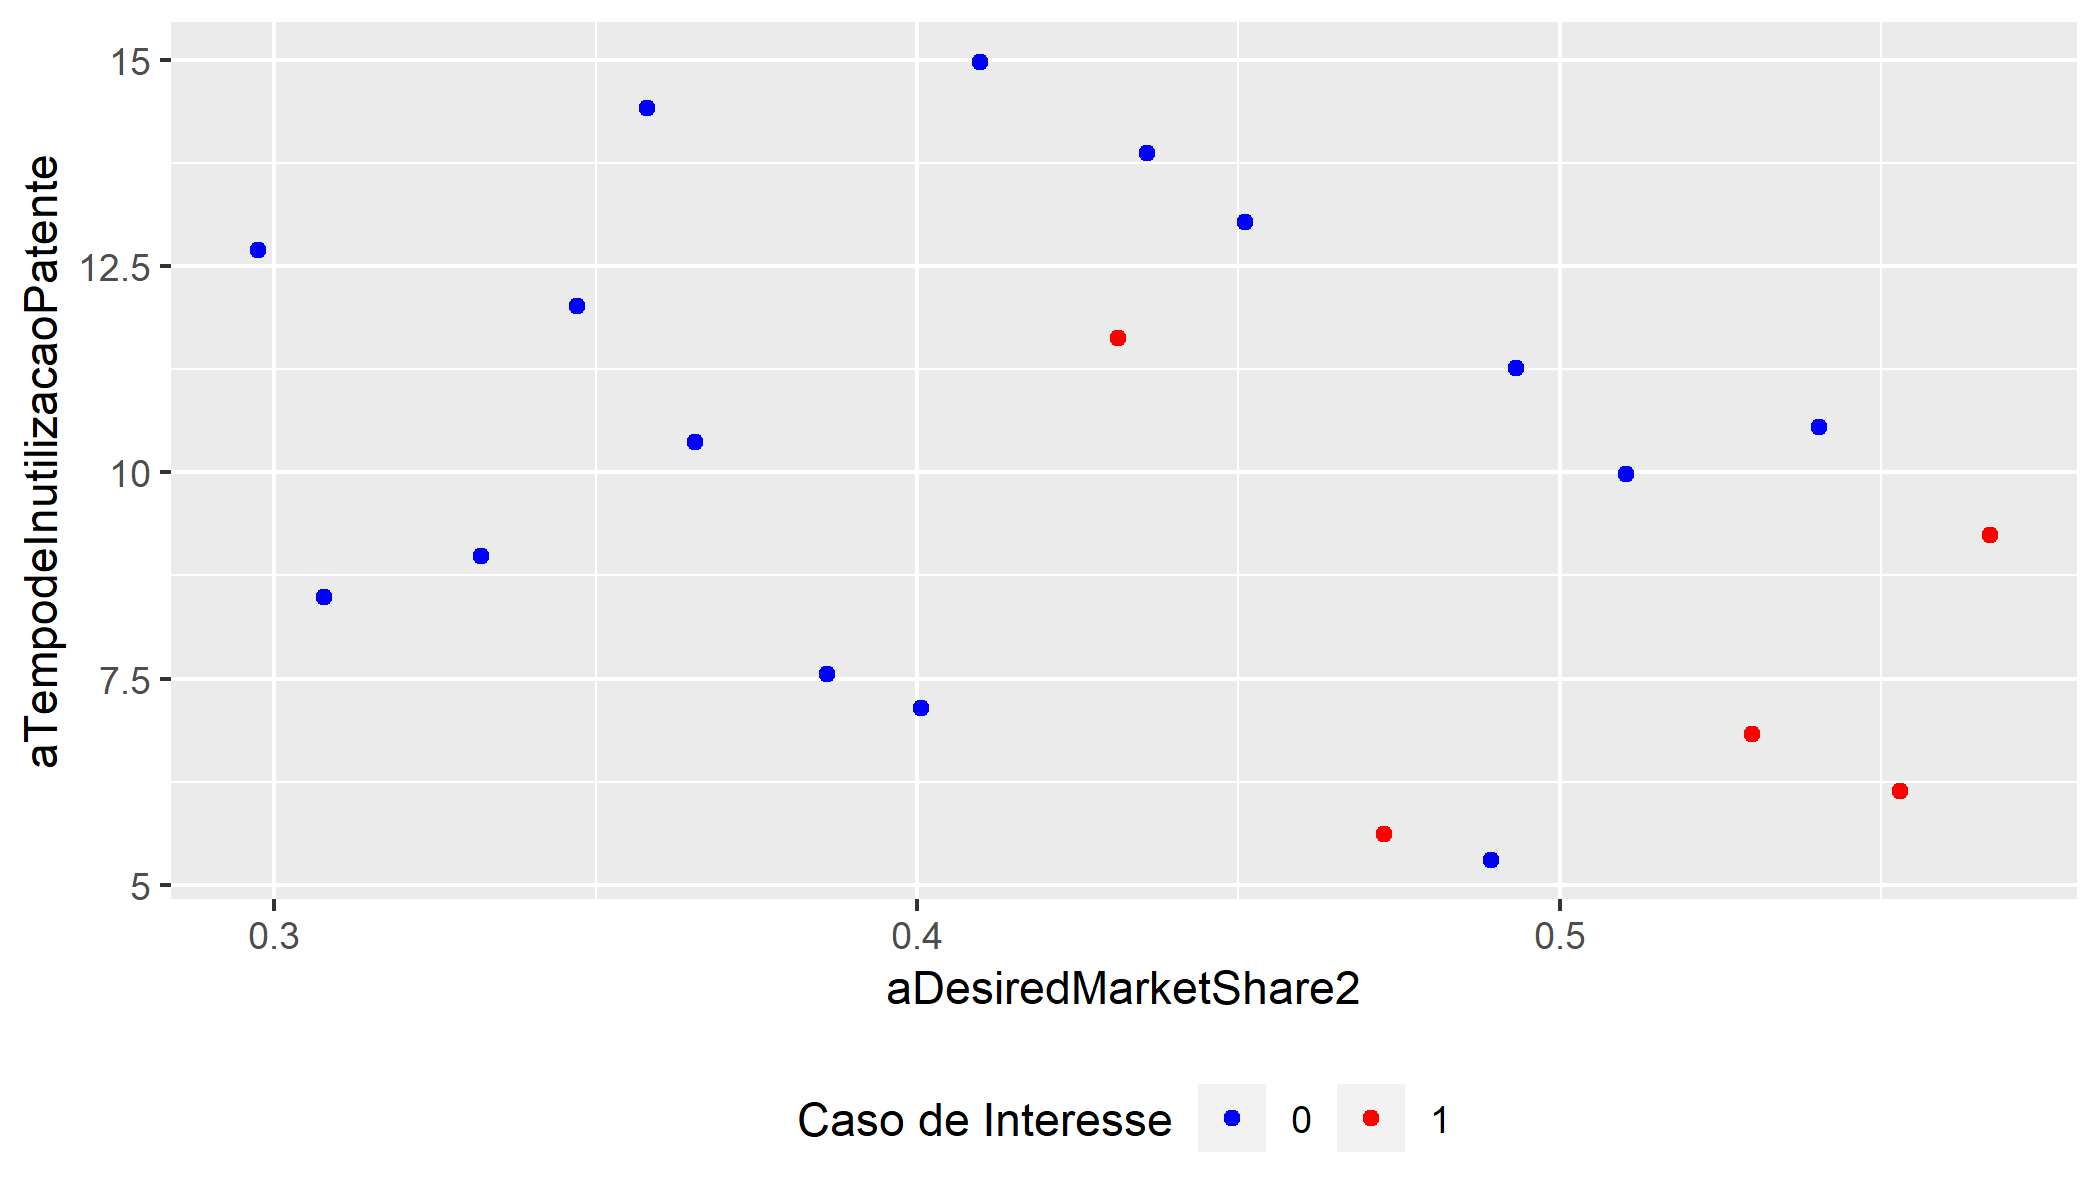 15
12.5
10
7.5
5
aTempodeInutilizacaoPatente
0.3 0.4 0.5
aDesiredMarketShare2
Caso de Interesse 0 1